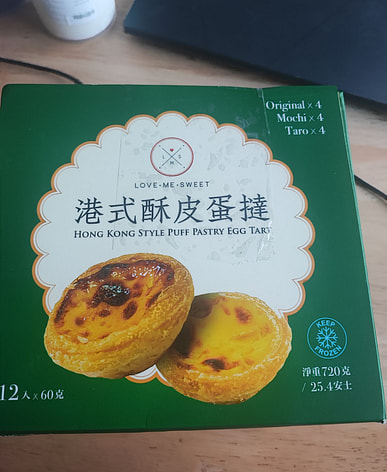 Original × 4
Mochi × 4
Taro × 4
L S M
LOVE·ME·SWEET
港式酥皮蛋撻
HONG KONG STYLE PUFF PASTRY EGG TART
KEEP
FROZEN
12入 × 60克
淨重720克
/ 25.4安士